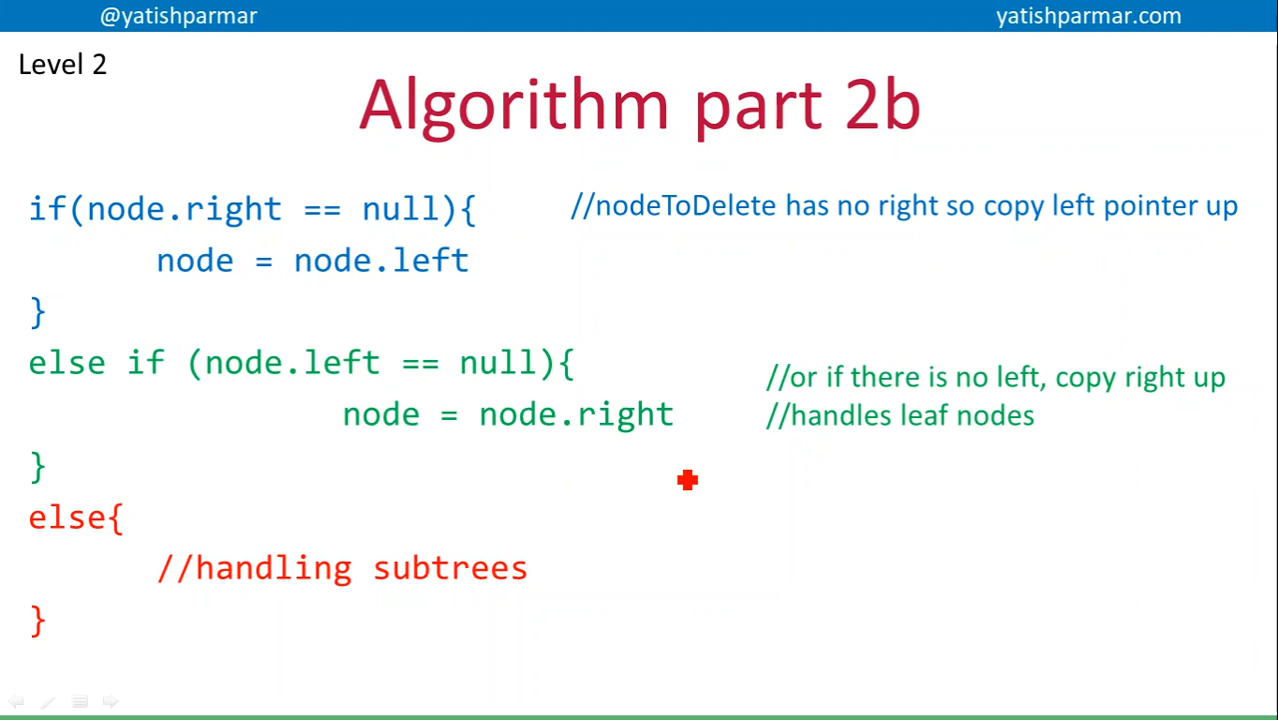 @yatishparmar yatishparmar.com
Level 2
Algorithm part 2b
if(node.right == null){ //nodeToDelete has no right so copy left pointer up
node = node.left
}
else if (node.left == null){ //or if there is no left, copy right up
node = node.right //handles leaf nodes
}
else{
//handling subtrees
}